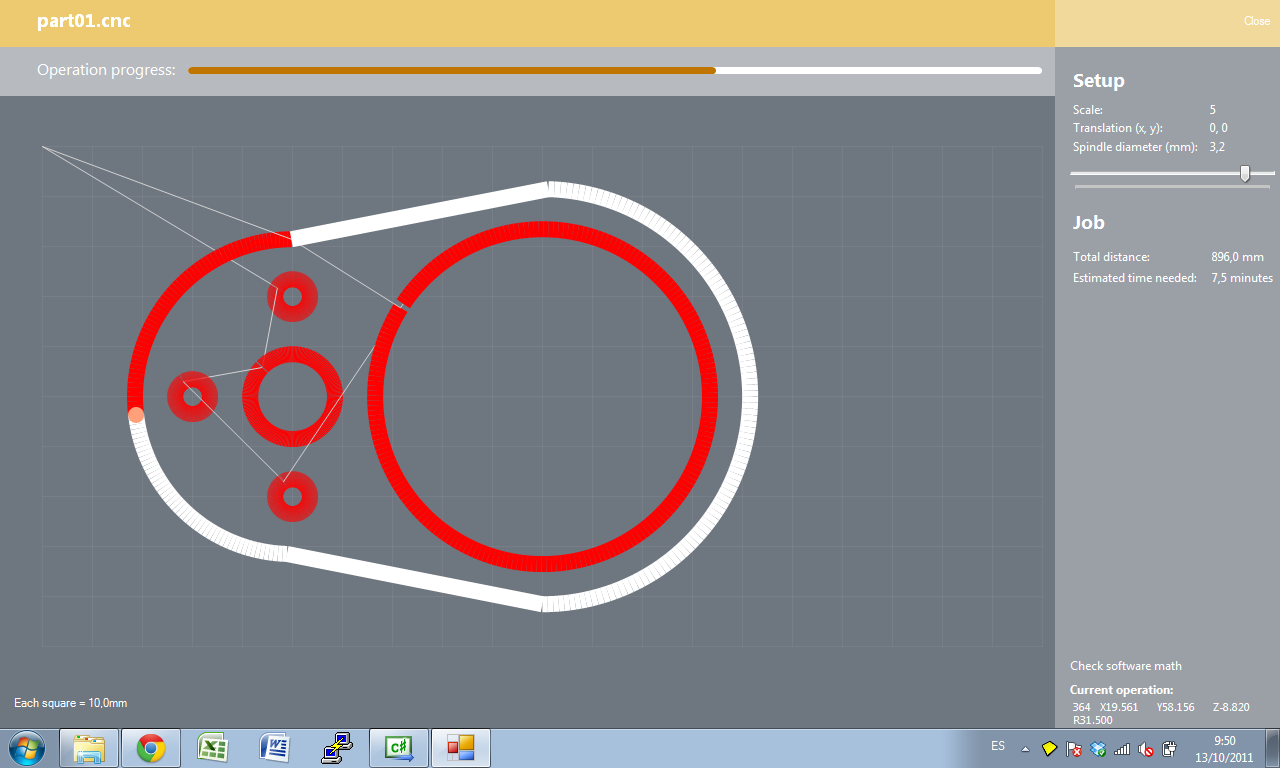 part01.cnc
Close
Operation progress:
Setup
Scale: 5
Translation (x, y): 0, 0
Spindle diameter (mm): 3,2
Job
Total distance: 896,0 mm
Estimated time needed: 7,5 minutes
Each square = 10,0mm
Check software math
Current operation:
364 X19.561 Y58.156 Z-8.820
R31.500
C#
ES
9:50
13/10/2011